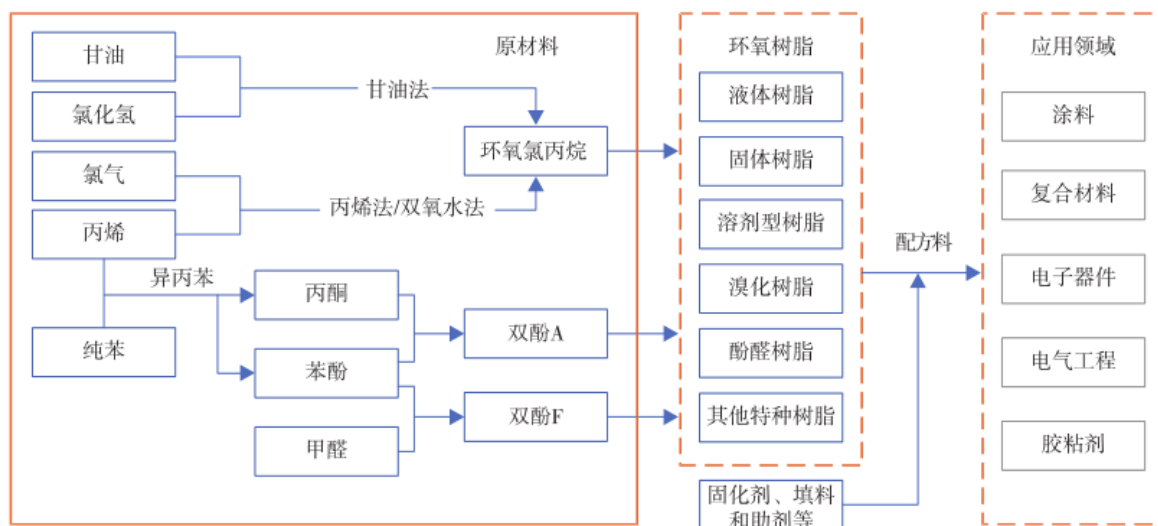 原材料
甘油
氯化氢
甘油法
氯气
丙烯
丙烯法/双氧水法
环氧氯丙烷
异丙苯
纯苯
丙酮
苯酚
甲醛
双酚A
双酚F
环氧树脂
液体树脂
固体树脂
溶剂型树脂
溴化树脂
酚醛树脂
其他特种树脂
固化剂、填料
和助剂等
配方料
应用领域
涂料
复合材料
电子器件
电气工程
胶粘剂